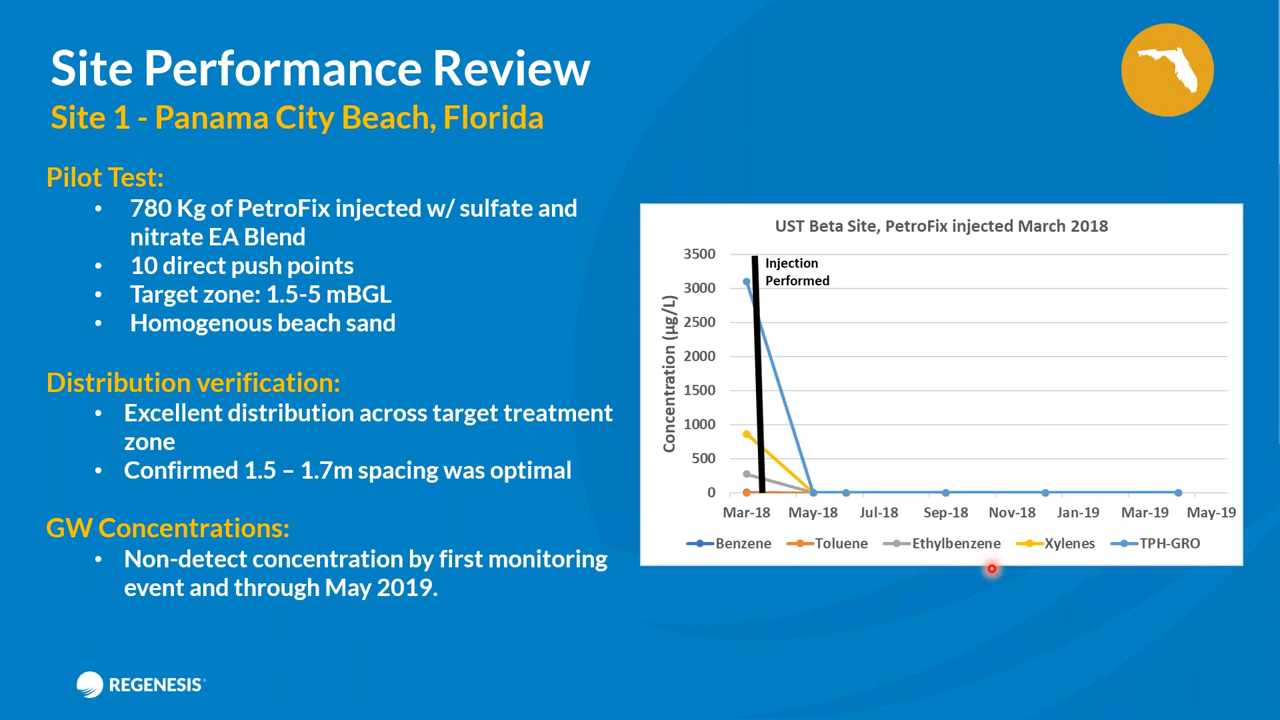 Site Performance Review
Site 1 - Panama City Beach, Florida
Pilot Test:
• 780 Kg of PetroFix injected w/ sulfate and
nitrate EA Blend
• 10 direct push points
• Target zone: 1.5-5 mBGL
• Homogenous beach sand
Distribution verification:
• Excellent distribution across target treatment
zone
• Confirmed 1.5 – 1.7m spacing was optimal
GW Concentrations:
• Non-detect concentration by first monitoring
event and through May 2019.
REGENESIS
UST Beta Site, PetroFix injected March 2018
Concentration (µg/L)
3500
3000
2500
2000
1500
1000
500
0
Injection
Performed
Mar-18 May-18 Jul-18 Sep-18 Nov-18 Jan-19 Mar-19 May-19
Benzene Toluene Ethylbenzene Xylenes TPH-GRO